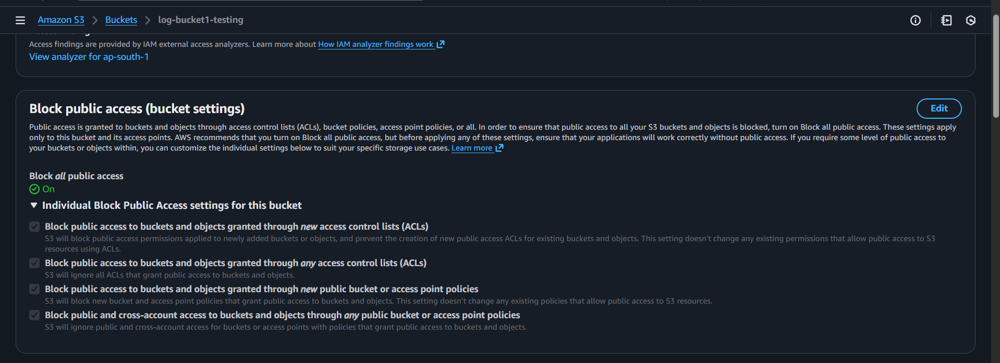 Amazon S3 > Buckets > log-bucket1-testing
Access findings are provided by IAM external access analyzers. Learn more about How IAM analyzer findings work
View analyzer for ap-south-1
Block public access (bucket settings)
Edit
Public access is granted to buckets and objects through access control lists (ACLs), bucket policies, access point policies, or all. In order to ensure that public access to all your S3 buckets and objects is blocked, turn on Block all public access. These settings apply
only to this bucket and its access points. AWS recommends that you turn on Block all public access, but before applying any of these settings, ensure that your applications will work correctly without public access. If you require some level of public access to
your buckets or objects within, you can customize the individual settings below to suit your specific storage use cases. Learn more
Block all public access
On
Individual Block Public Access settings for this bucket
Block public access to buckets and objects granted through new access control lists (ACLs)
S3 will block public access permissions applied to newly added buckets or objects, and prevent the creation of new public access ACLs for existing buckets and objects. This setting doesn't change any existing permissions that allow public access to S3
resources using ACLs.
Block public access to buckets and objects granted through any access control lists (ACLs)
S3 will ignore all ACLs that grant public access to buckets and objects.
Block public access to buckets and objects granted through new public bucket or access point policies
S3 will block new bucket and access point policies that grant public access to buckets and objects. This setting doesn't change any existing policies that allow public access to S3 resources.
Block public and cross-account access to buckets and objects through any public bucket or access point policies
S3 will ignore public and cross-account access for buckets or access points with policies that grant public access to buckets and objects.